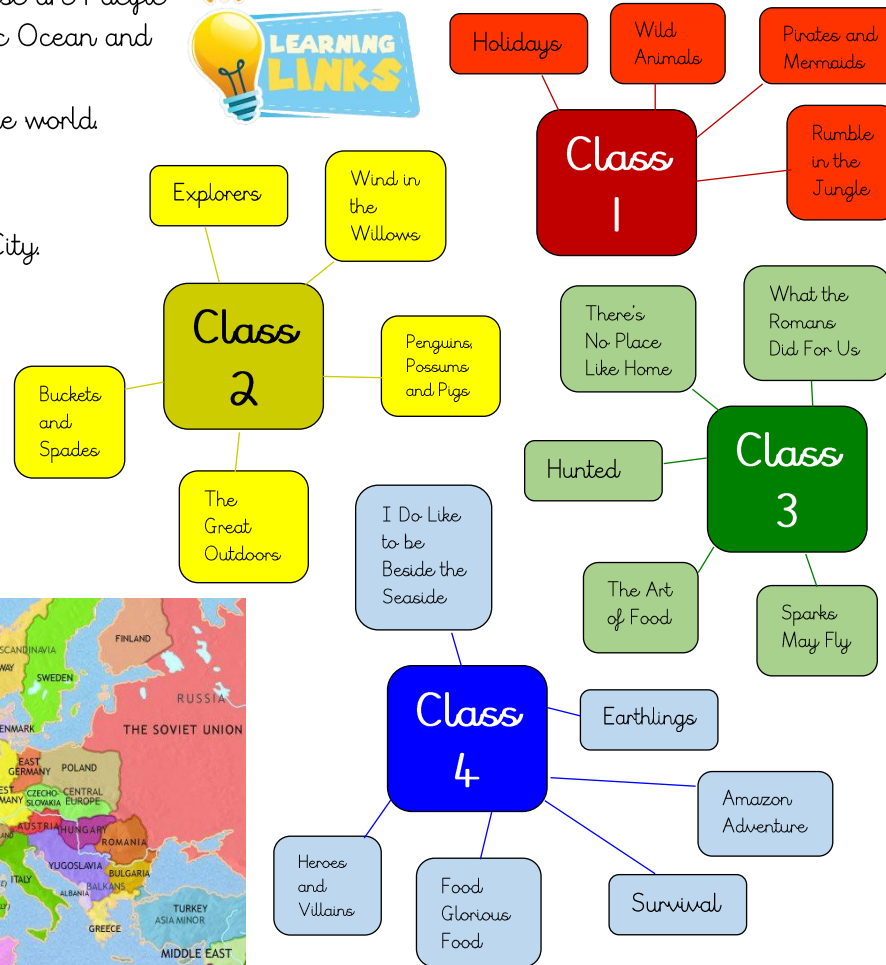 c Ocean and
e world.
City.
LEARNING
LINKS
Holidays
Wild
Animals
Pirates and
Mermaids
Rumble
in the
Jungle
Class
1
Explorers
Wind in
the
Willows
Class
2
Penguins,
Possums
and Pigs
Buckets
and
Spades
The
Great
Outdoors
There's
No Place
Like Home
What the
Romans
Did For Us
Hunted
Class
3
The Art
of Food
Sparks
May Fly
I Do Like
to be
Beside the
Seaside
Class
4
Earthlings
Amazon
Adventure
Survival
Food
Glorious
Food
Heroes
and
Villains
FINLAND
SCANDINAVIA
WAY
SWEDEN
RUSSIA
ENMARK
THE SOVIET UNION
EAST
GERMANY
POLAND
EST
MANY
CZECHO-
SLOVAKIA
CENTRAL
EUROPE
AUSTRIA
HUNGARY
ROMANIA
YUGOSLAVIA
ITALY
BULGARIA
ALBANIA
BALKANS
GREECE
TURKEY
ASIA MINOR
MIDDLE EAST